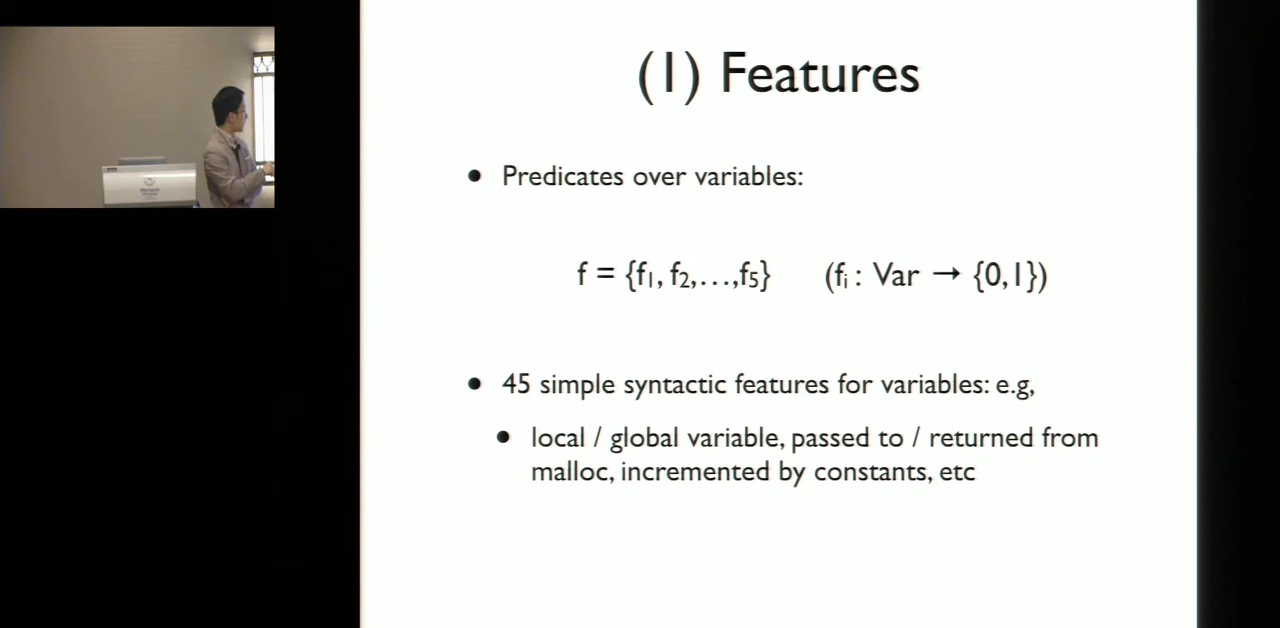 (1) Features
• Predicates over variables:
f = {f1, f2,...,f5} (fi : Var → {0,1})
• 45 simple syntactic features for variables: e.g,
• local / global variable, passed to / returned from
malloc, incremented by constants, etc